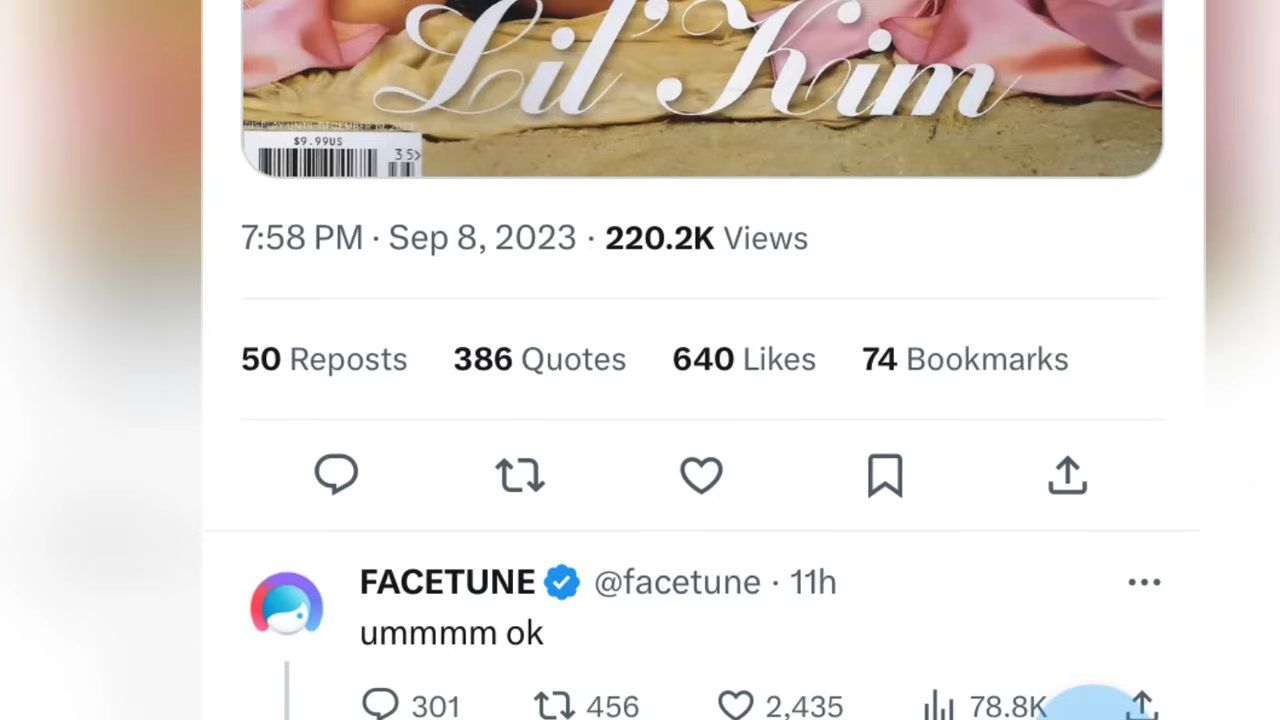 Lil' Kim
$9.99US
35>
7:58 PM · Sep 8, 2023 · 220.2K Views
50 Reposts 386 Quotes 640 Likes 74 Bookmarks
FACETUNE @facetune · 11h
ummmm ok
301 456 2,435 78.8K